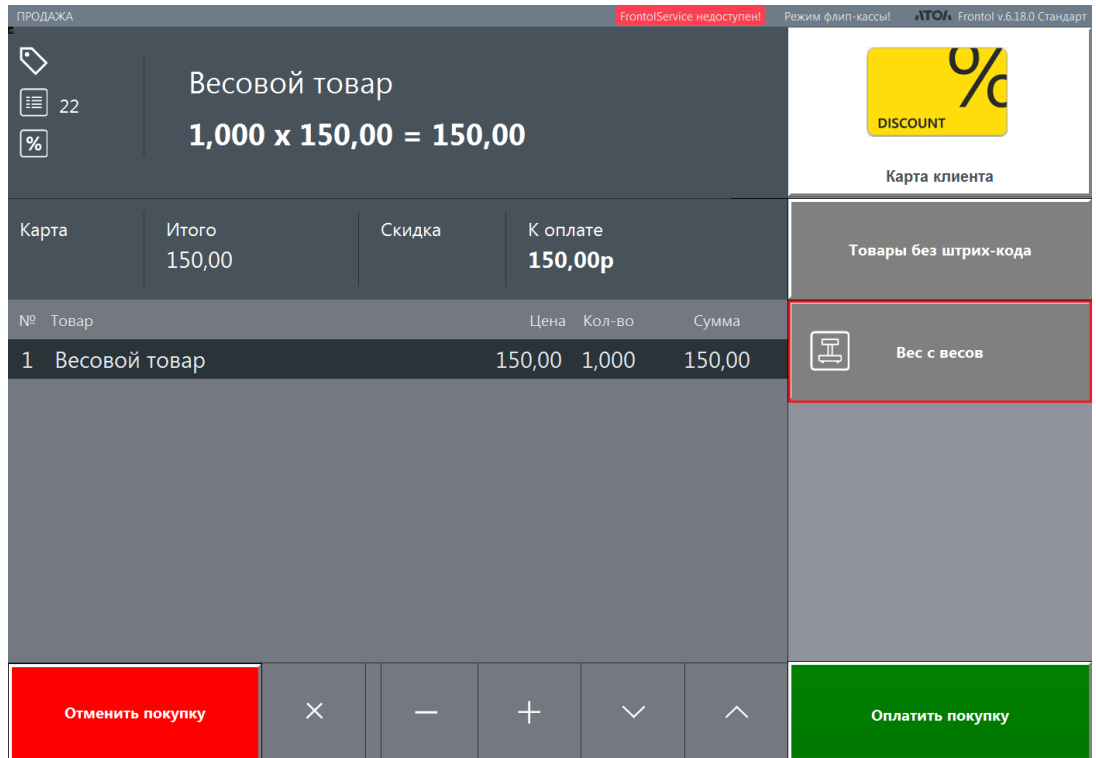 ПРОДАЖА
FrontolService недоступен!
Режим флип-кассы!
АТОЛ Frontol v.6.18.0 Стандарт
22
%
Весовой товар
1,000 x 150,00 = 150,00
%
DISCOUNT
Карта клиента
Карта Итого Скидка К оплате
150,00 150,00р
Товары без штрих-кода
№ Товар Цена Кол-во Сумма
1 Весовой товар 150,00 1,000 150,00
Вес с весов
Отменить покупку
Оплатить покупку